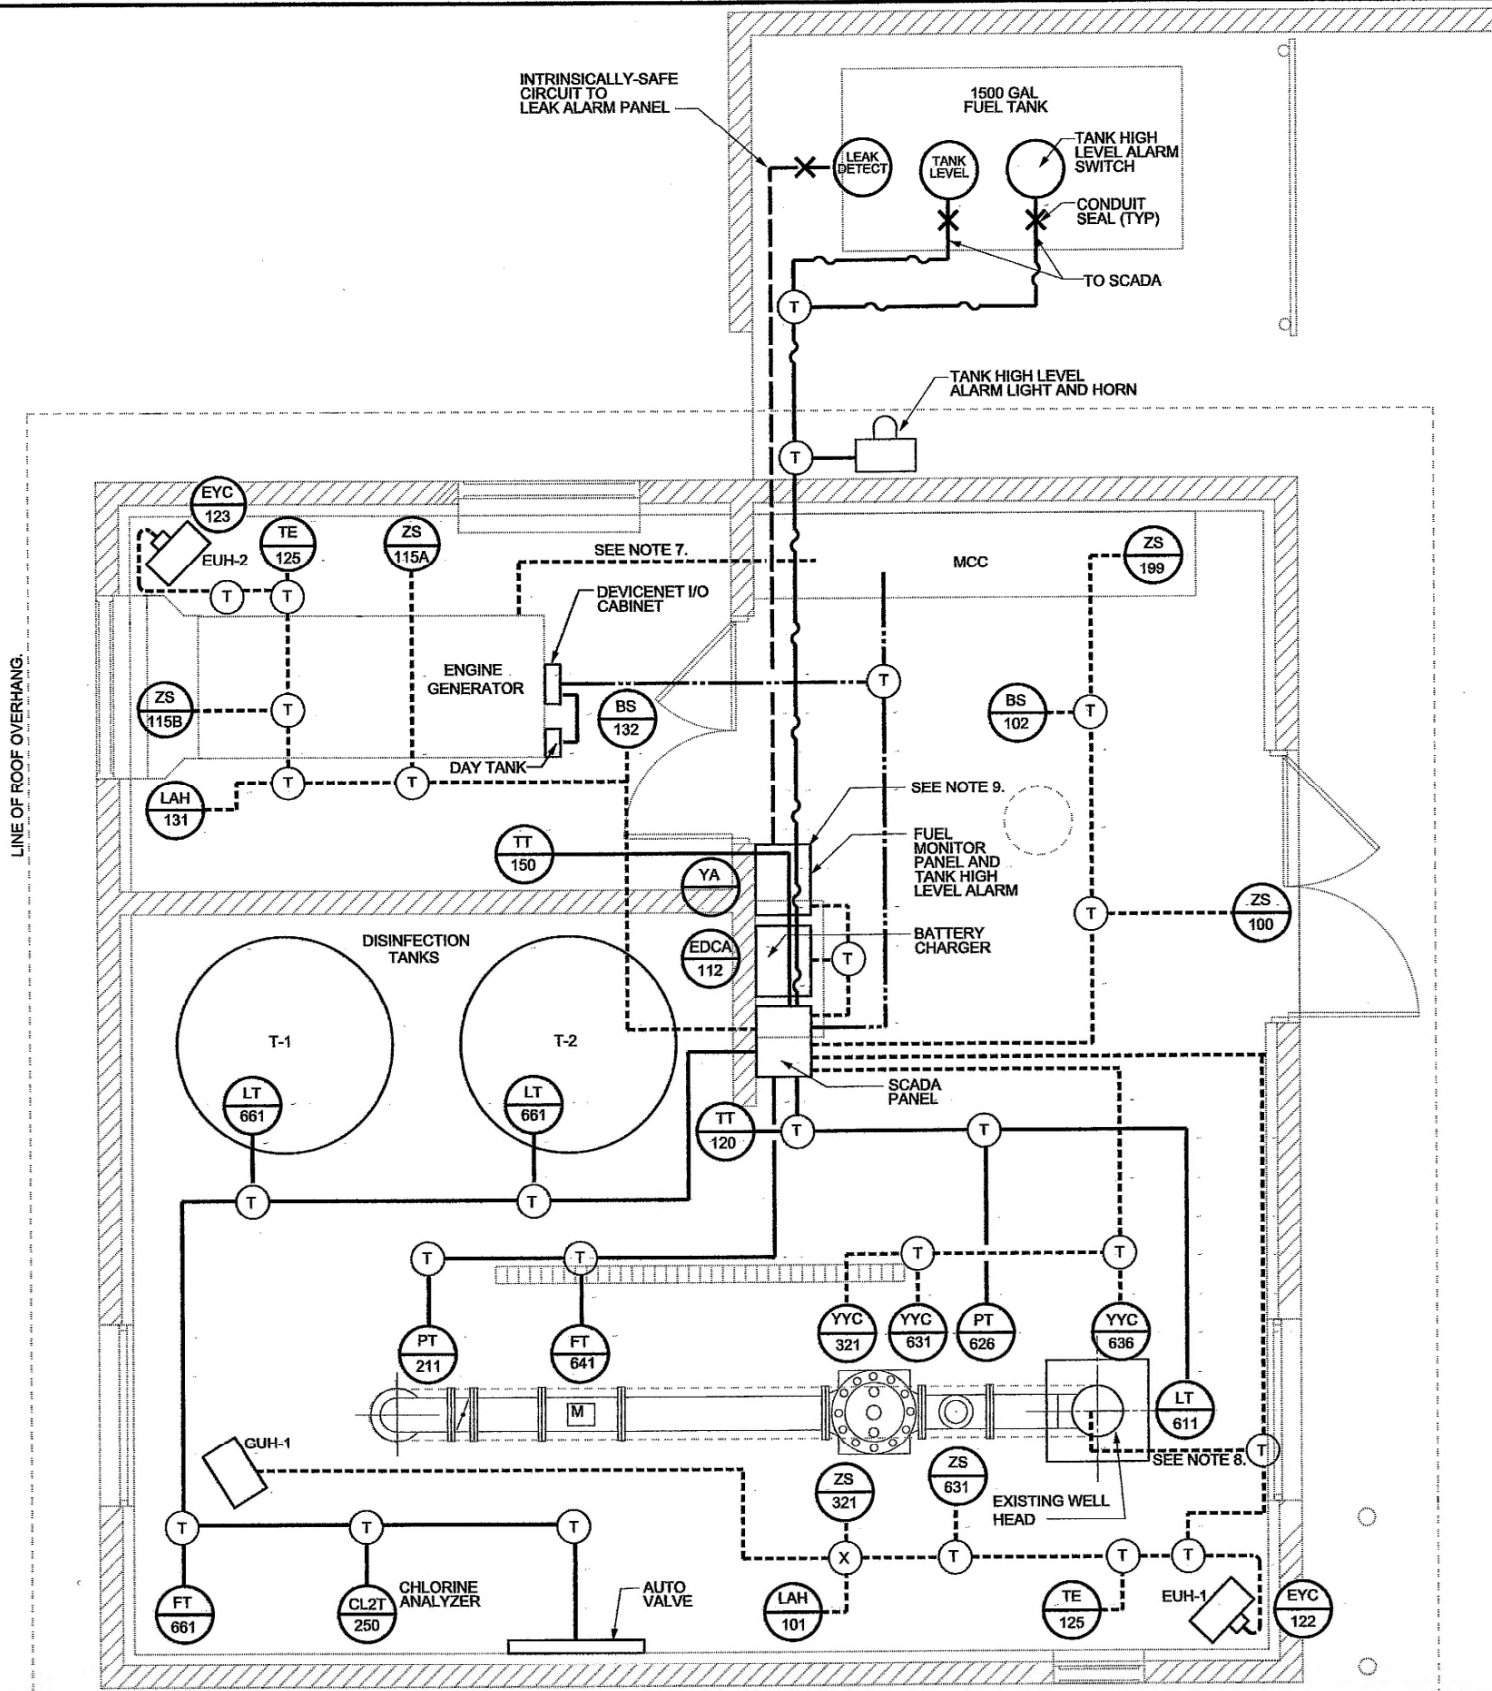 INTRINSICALLY-SAFE
CIRCUIT TO
LEAK ALARM PANEL
1500 GAL
FUEL TANK
LEAK
DETECT
TANK
LEVEL
TANK HIGH
LEVEL ALARM
SWITCH
CONDUIT
SEAL (TYP)
TO SCADA
T
TANK HIGH LEVEL
ALARM LIGHT AND HORN
T
LINE OF ROOF OVERHANG.
EYC
123
EUH-2
TE
125
ZS
115A
SEE NOTE 7.
MCC
ZS
199
T
T
DEVICENET I/O
CABINET
ENGINE
GENERATOR
T
ZS
115B
T
BS
132
BS
102
T
DAY TANK
LAH
131
T
T
SEE NOTE 9.
FUEL
MONITOR
PANEL AND
TANK HIGH
LEVEL ALARM
TT
150
YA
T
ZS
100
DISINFECTION
TANKS
EDCA
112
BATTERY
CHARGER
T
T-1
T-2
LT
661
LT
661
SCADA
PANEL
TT
120
T
T
T
T
T
T
T
T
PT
211
FT
641
YYC
321
YYC
631
PT
626
YYC
636
M
LT
611
GUH-1
SEE NOTE 8.
T
ZS
321
ZS
631
EXISTING WELL
HEAD
T
T
T
X
T
T
T
FT
661
CL2T
250
CHLORINE
ANALYZER
AUTO
VALVE
LAH
101
TE
125
EUH-1
EYC
122